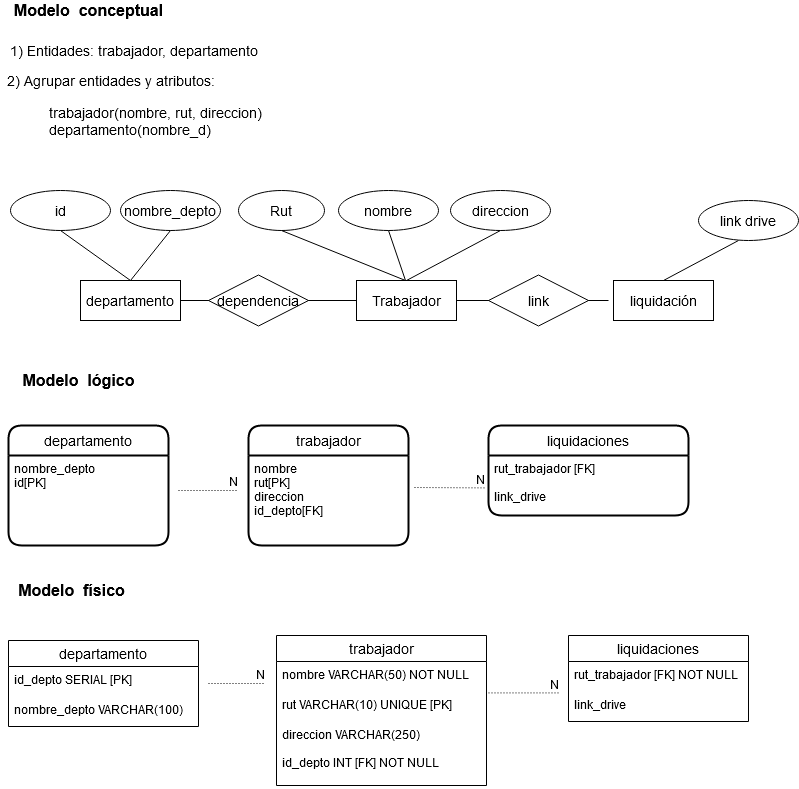 Modelo conceptual
1) Entidades: trabajador, departamento
2) Agrupar entidades y atributos:
trabajador(nombre, rut, direccion)
departamento(nombre_d)
id
nombre_depto
Rut
nombre
direccion
link drive
departamento
dependencia
Trabajador
link
liquidación
Modelo lógico
departamento
nombre_depto
id[PK]
N
trabajador
nombre
rut[PK]
direccion
id_depto[FK]
N
liquidaciones
rut_trabajador [FK]
link_drive
Modelo físico
departamento
id_depto SERIAL [PK]
nombre_depto VARCHAR(100)
N
trabajador
nombre VARCHAR(50) NOT NULL
rut VARCHAR(10) UNIQUE [PK]
direccion VARCHAR(250)
id_depto INT [FK] NOT NULL
N
liquidaciones
rut_trabajador [FK] NOT NULL
link_drive